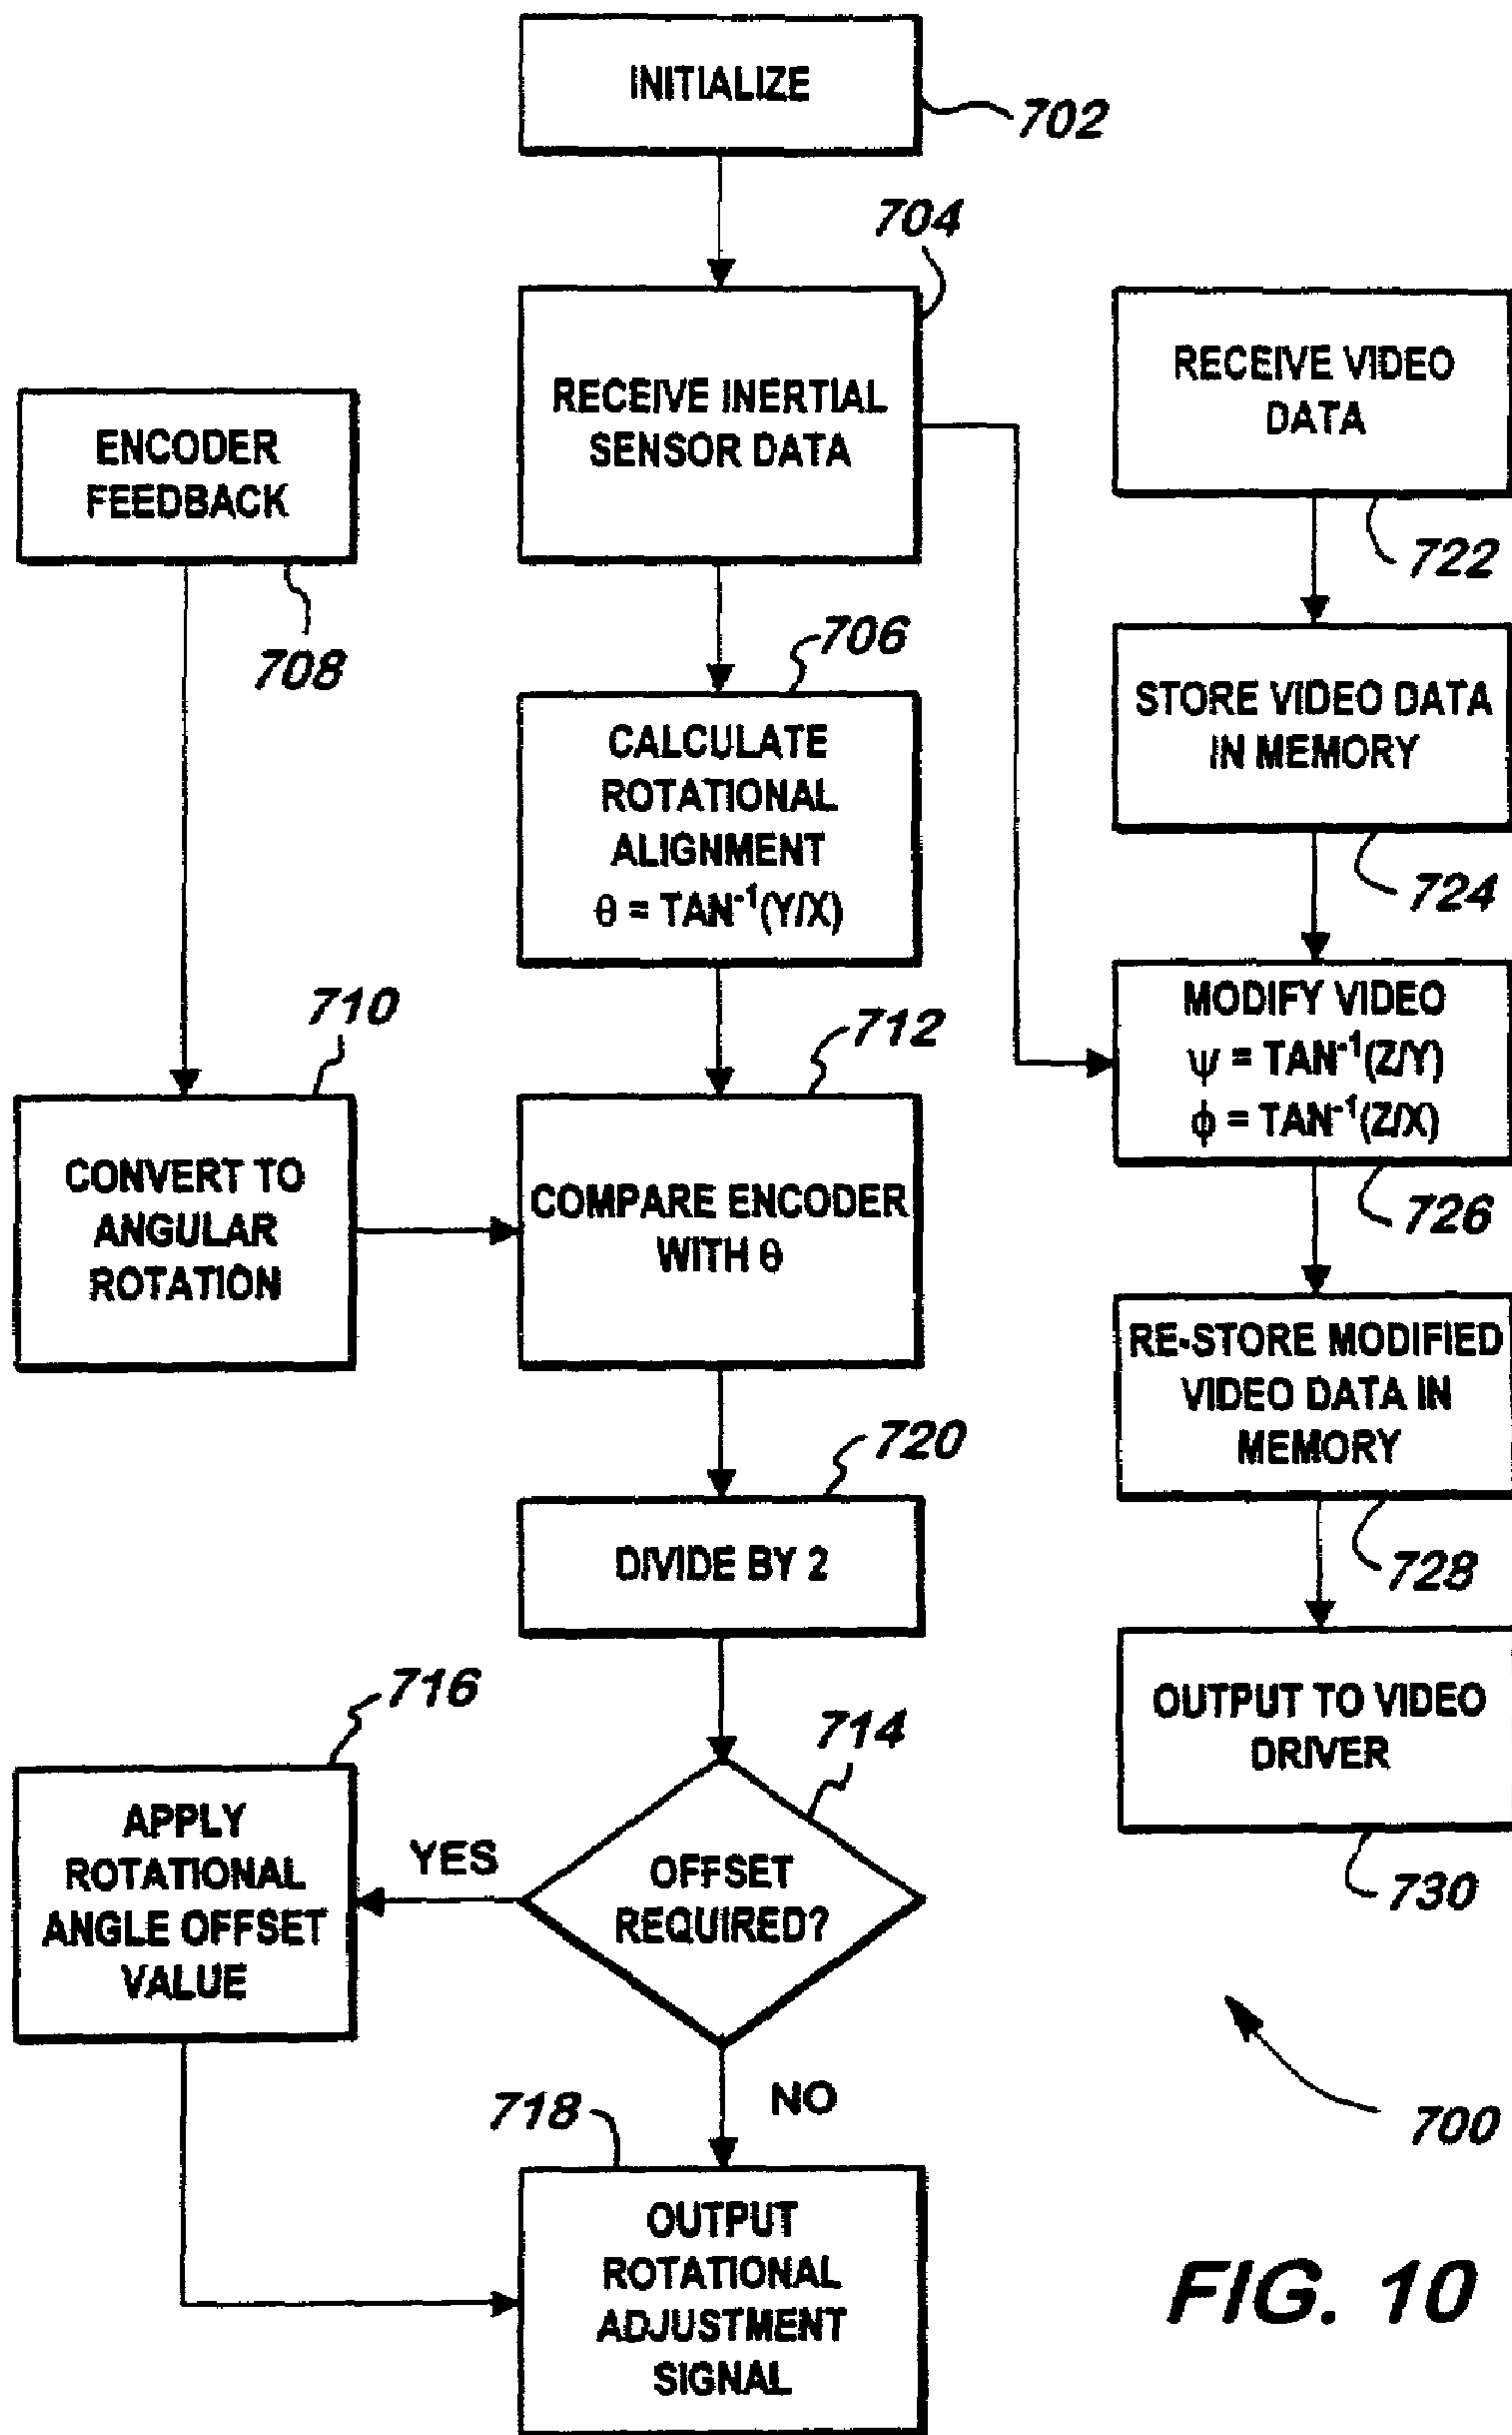 INITIALIZE
702
704
RECEIVE INERTIAL
SENSOR DATA
RECEIVE VIDEO
DATA
722
ENCODER
FEEDBACK
708
706
CALCULATE
ROTATIONAL
ALIGNMENT
θ = TAN⁻¹(Y/X)
STORE VIDEO DATA
IN MEMORY
724
710
CONVERT TO
ANGULAR
ROTATION
712
COMPARE ENCODER
WITH θ
MODIFY VIDEO
ψ = TAN⁻¹(Z/Y)
ϕ = TAN⁻¹(Z/X)
726
RE-STORE MODIFIED
VIDEO DATA IN
MEMORY
728
720
DIVIDE BY 2
OUTPUT TO VIDEO
DRIVER
730
716
APPLY
ROTATIONAL
ANGLE OFFSET
VALUE
YES
714
OFFSET
REQUIRED?
NO
718
OUTPUT
ROTATIONAL
ADJUSTMENT
SIGNAL
700
FIG. 10